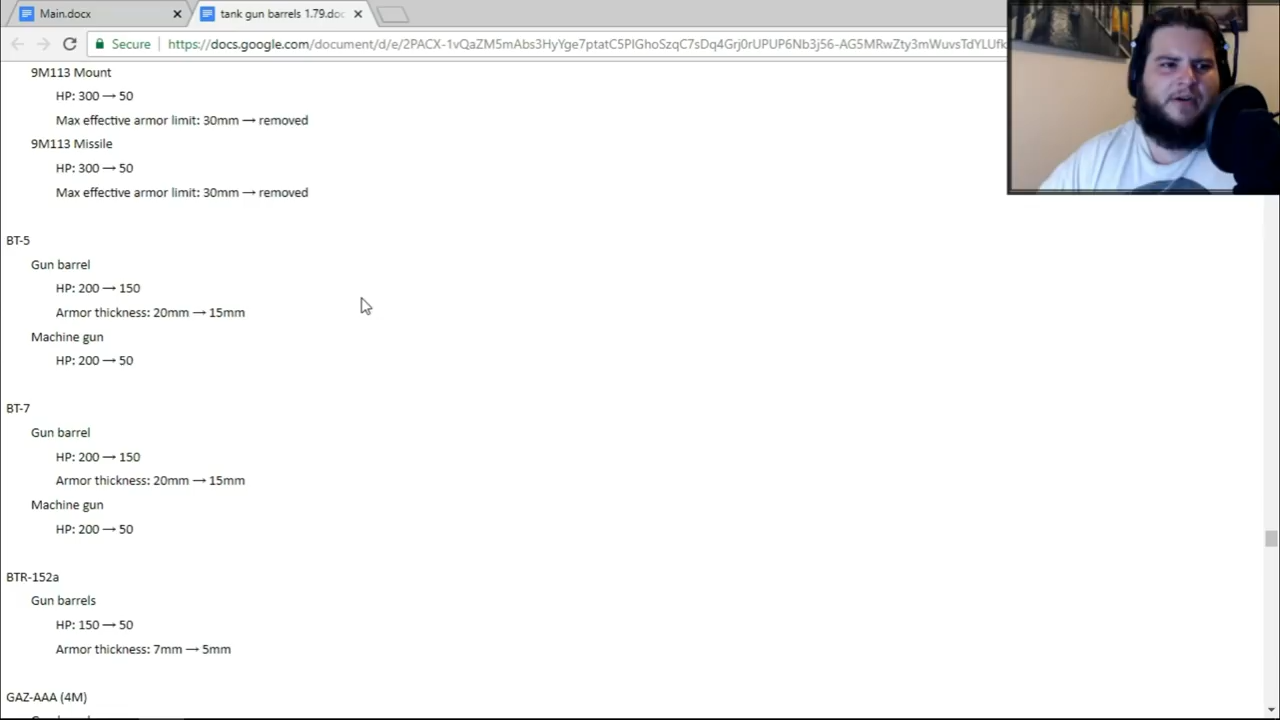 Main.docx
tank gun barrels 1.79.doc
Secure
https://docs.google.com/document/d/e/2PACX-1vQaZM5mAbs3HyYge7ptatC5PIGhoSzqC7sDq4Grj0rUPUP6Nb3j56-AG5MRwZty3mWuvsTdYLUfk
9M113 Mount
HP: 300 → 50
Max effective armor limit: 30mm → removed
9M113 Missile
HP: 300 → 50
Max effective armor limit: 30mm → removed
BT-5
Gun barrel
HP: 200 → 150
Armor thickness: 20mm → 15mm
Machine gun
HP: 200 → 50
BT-7
Gun barrel
HP: 200 → 150
Armor thickness: 20mm → 15mm
Machine gun
HP: 200 → 50
BTR-152a
Gun barrels
HP: 150 → 50
Armor thickness: 7mm → 5mm
GAZ-AAA (4M)